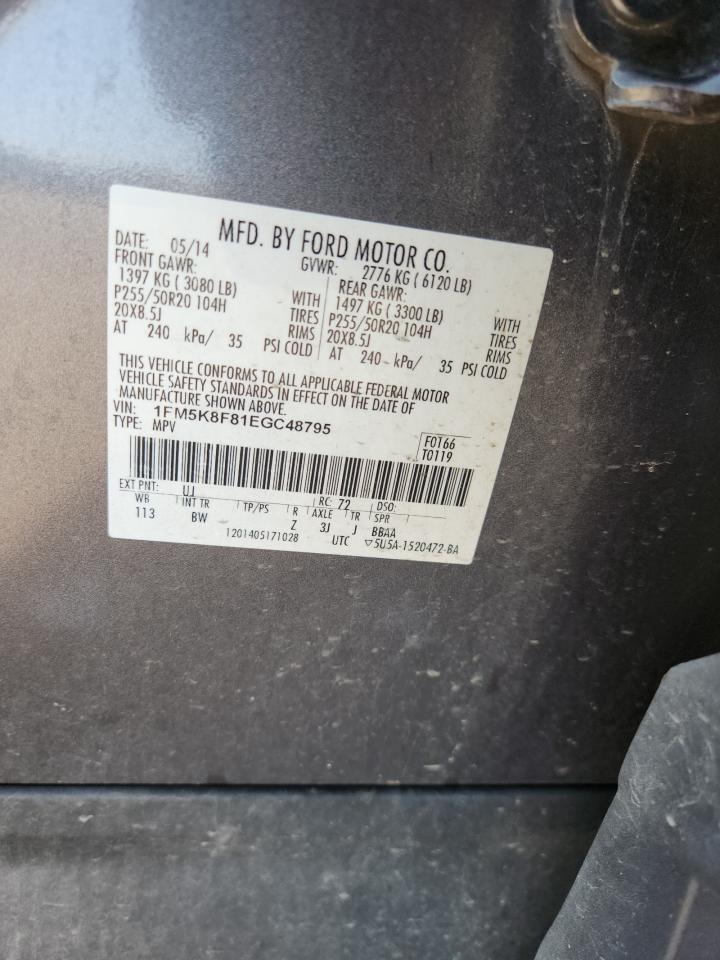 MFD. BY FORD MOTOR CO.
DATE: 05/14
GVWR: 2776 KG ( 6120 LB)
FRONT GAWR:
1397 KG ( 3080 LB)
WITH
P255/50R20 104H
TIRES
20X8.5J
RIMS
AT 240 kPa/ 35 PSI COLD
REAR GAWR:
1497 KG ( 3300 LB)
WITH
P255/50R20 104H
TIRES
20X8.5J
RIMS
AT 240 kPa/ 35 PSI COLD
THIS VEHICLE CONFORMS TO ALL APPLICABLE FEDERAL MOTOR
VEHICLE SAFETY STANDARDS IN EFFECT ON THE DATE OF
MANUFACTURE SHOWN ABOVE.
VIN: 1FM5K8F81EGC48795
TYPE: MPV
F0166
T0119
EXT PNT: UJ RC: 72 DSO:
WB INT TR TP/PS R AXLE TR SPR
113 BW Z 3J J BBAA
1201405171028 UTC ▽5U5A-1520472-BA